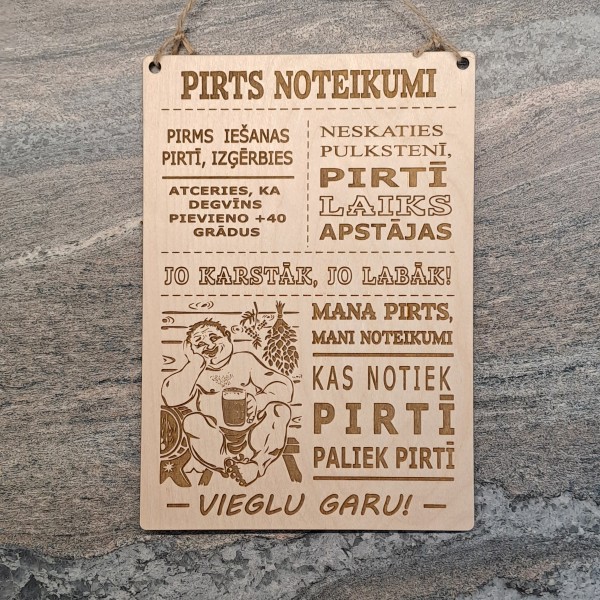 PIRTS NOTEIKUMI
PIRMS IEŠANAS
PIRTĪ, IZĢĒRBIES
ATCERIES, KA
DEGVĪNS
PIEVIENO +40
GRĀDUS
NESKATIES
PULKSTENĪ,
PIRTĪ
LAIKS
APSTĀJAS
JO KARSTĀK, JO LABĀK!
MANA PIRTS,
MANI NOTEIKUMI
KAS NOTIEK
PIRTĪ
PALIEK PIRTĪ
– VIEGLU GARU! –